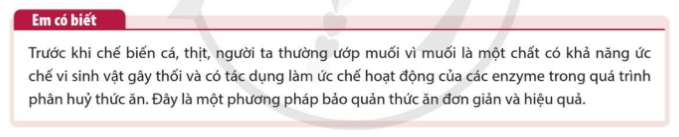 Em có biết
Trước khi chế biến cá, thịt, người ta thường ướp muối vì muối là một chất có khả năng ức
chế vi sinh vật gây thối và có tác dụng làm ức chế hoạt động của các enzyme trong quá trình
phân huỷ thức ăn. Đây là một phương pháp bảo quản thức ăn đơn giản và hiệu quả.